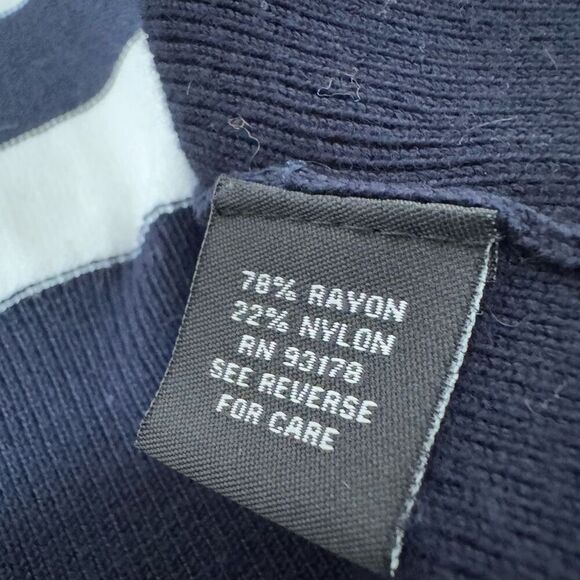 78% RAYON
22% NYLON
RN 93178
SEE REVERSE
FOR CARE